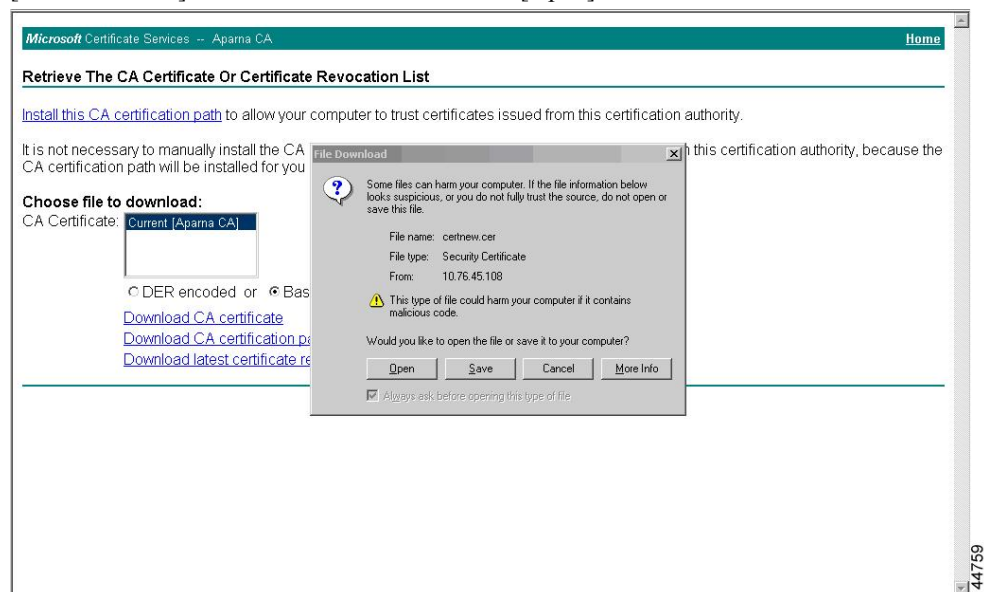 Microsoft Certificate Services -- Aparna CA Home
Retrieve The CA Certificate Or Certificate Revocation List
Install this CA certification path to allow your computer to trust certificates issued from this certification authority.
It is not necessary to manually install the CA
this certification authority, because the
CA certification path will be installed for you
Choose file to download:
CA Certificate: Current [Aparna CA]
DER encoded or Bas
Download CA certificate
Download CA certification pa
Download latest certificate re
File Download
Some files can harm your computer. If the file information below
looks suspicious, or you do not fully trust the source, do not open or
save this file.
File name: certnew.cer
File type: Security Certificate
From: 10.76.45.108
This type of file could harm your computer if it contains
malicious code.
Would you like to open the file or save it to your computer?
Open Save Cancel More Info
Always ask before opening this type of file
44759